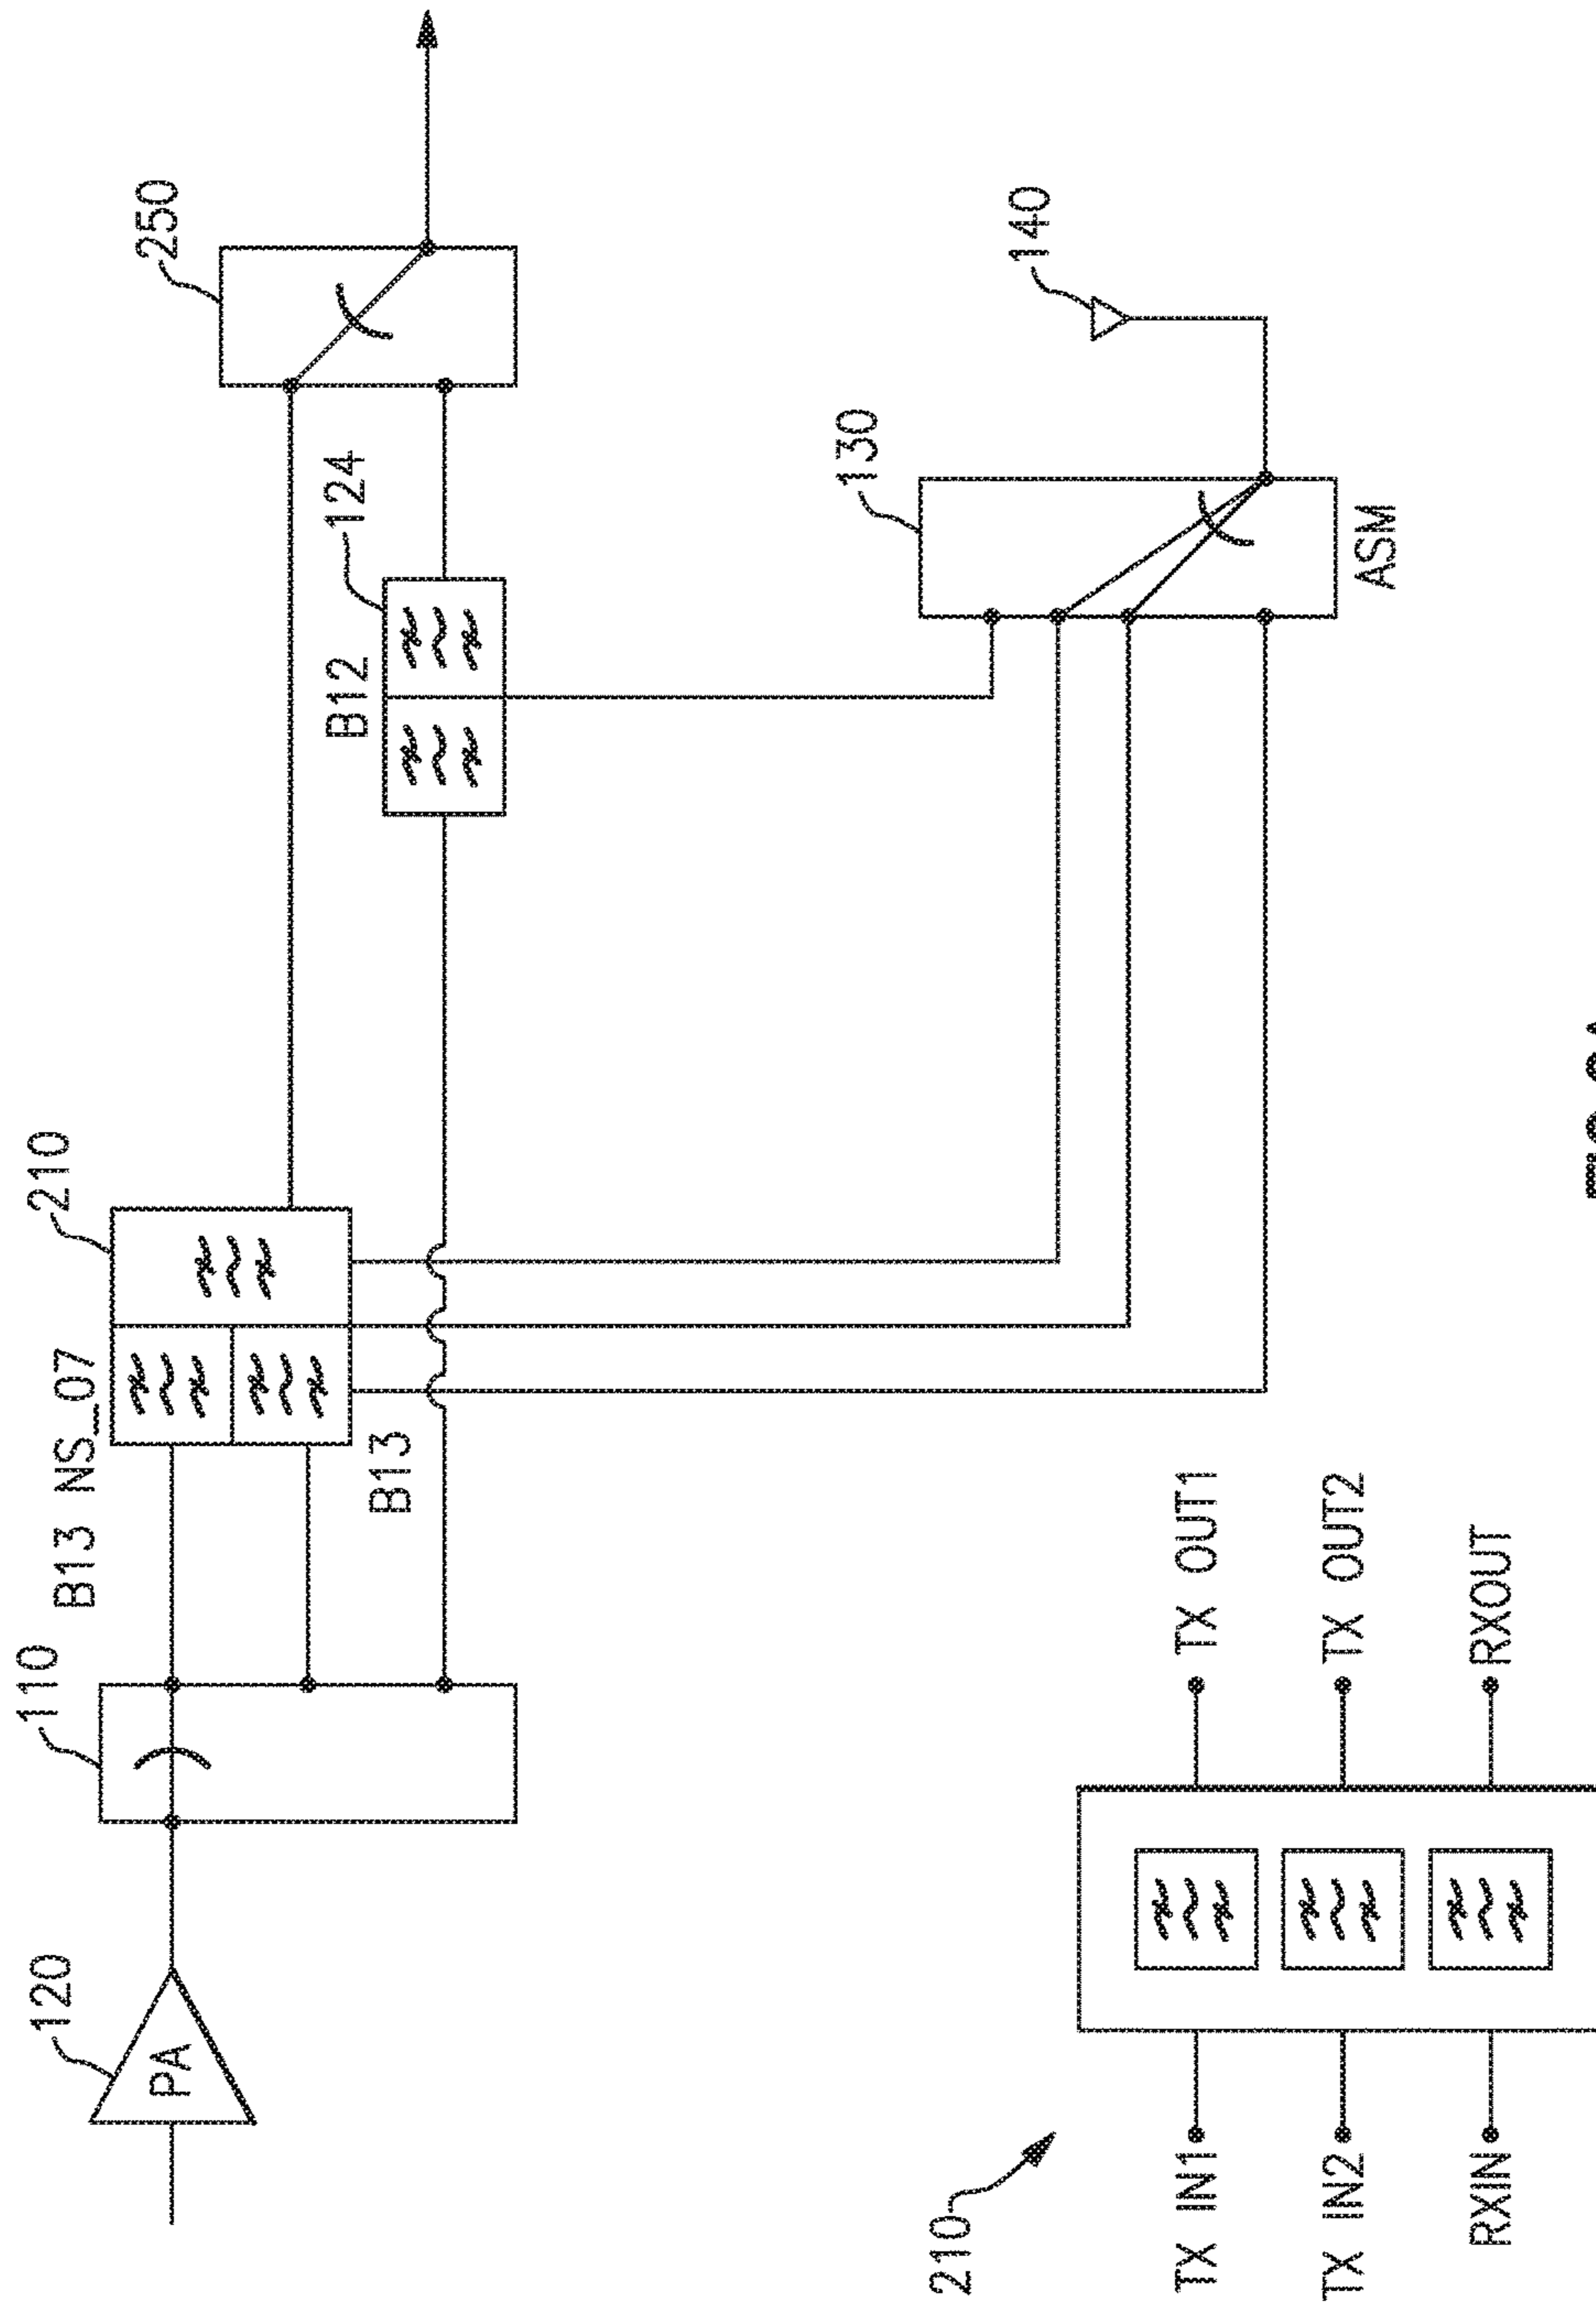 120
PA
110
B13 NS_07
210
B13
B12
124
250
130
ASM
140
210
TX IN1
TX IN2
RXIN
TX OUT1
TX OUT2
RXOUT